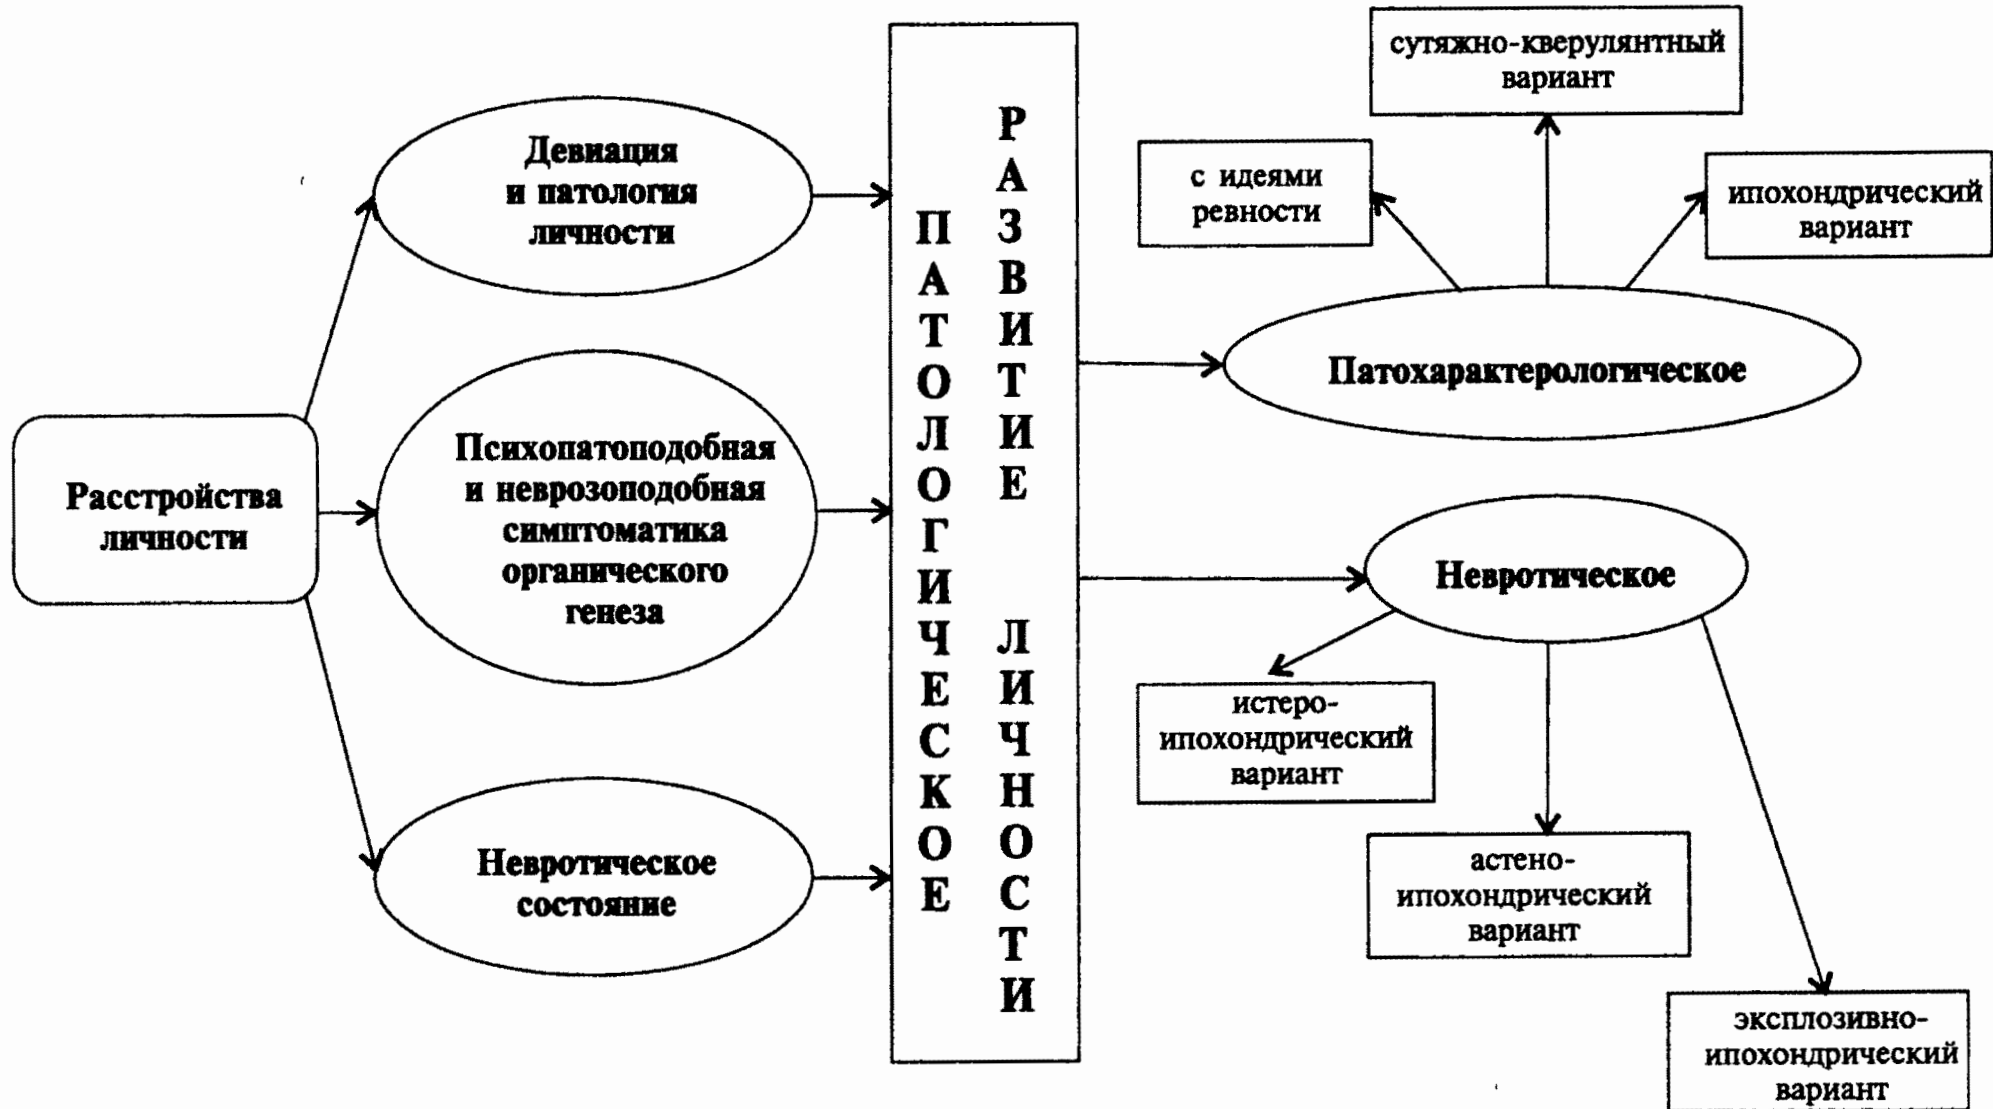 Расстройства
личности
Девиация
и патология
личности
Психопатоподобная
и неврозоподобная
симптоматика
органического
генеза
Невротическое
состояние
ПАТОЛОГИЧЕСКОЕ
РАЗВИТИЕ ЛИЧНОСТИ
сутяжно-кверулянтный
вариант
с идеями
ревности
ипохондрический
вариант
Патохарактерологическое
Невротическое
истеро-
ипохондрический
вариант
астено-
ипохондрический
вариант
эксплозивно-
ипохондрический
вариант